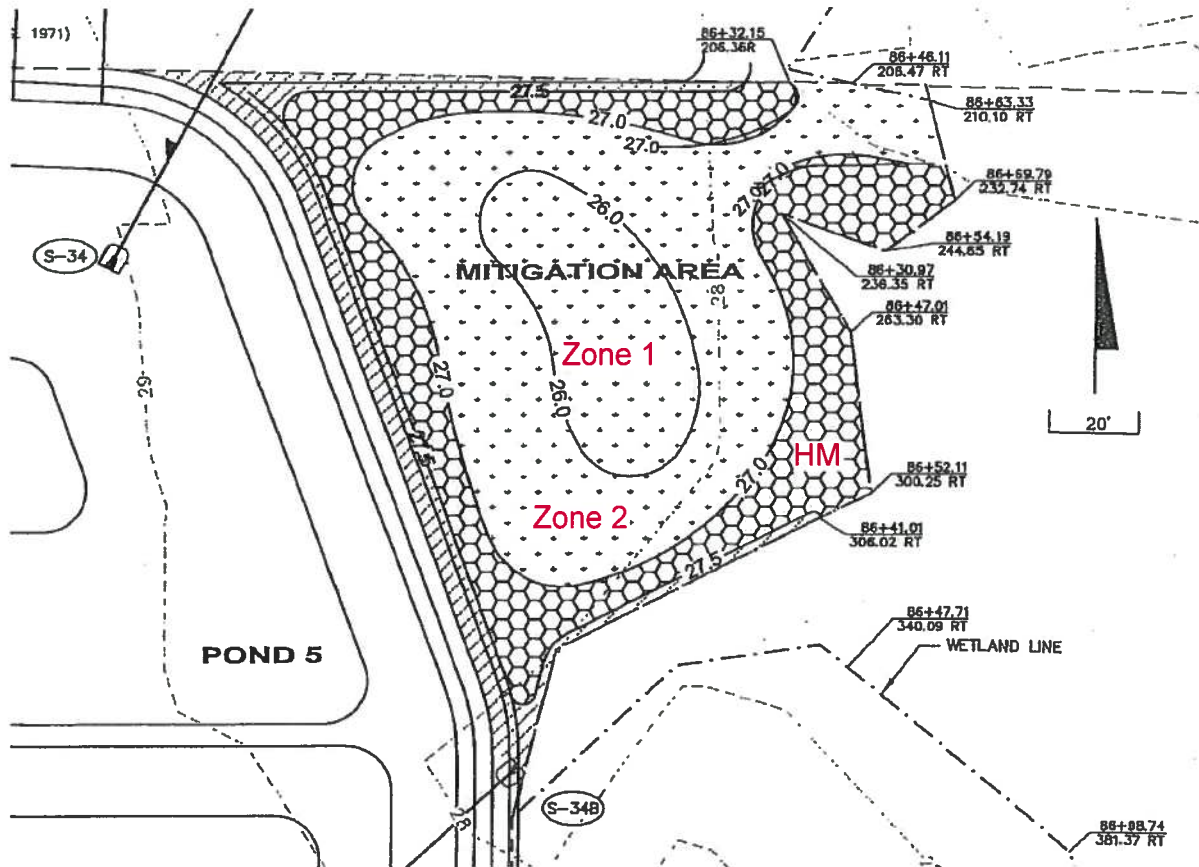 1971)
86+32.15
206.36R
86+46.11
206.47 RT
27.5
86+63.33
210.10 RT
27.0
27.0
27.0
27.0
86+69.79
232.74 RT
26.0
S-34
86+54.19
244.65 RT
MITIGATION AREA
86+30.97
236.35 RT
28
86+47.01
263.30 RT
Zone 1
29
27.0
26.0
20'
27.5
HM
27.0
86+52.11
300.25 RT
Zone 2
86+41.01
306.02 RT
27.5
86+47.71
340.09 RT
WETLAND LINE
POND 5
S-34B
28
86+98.74
381.37 RT